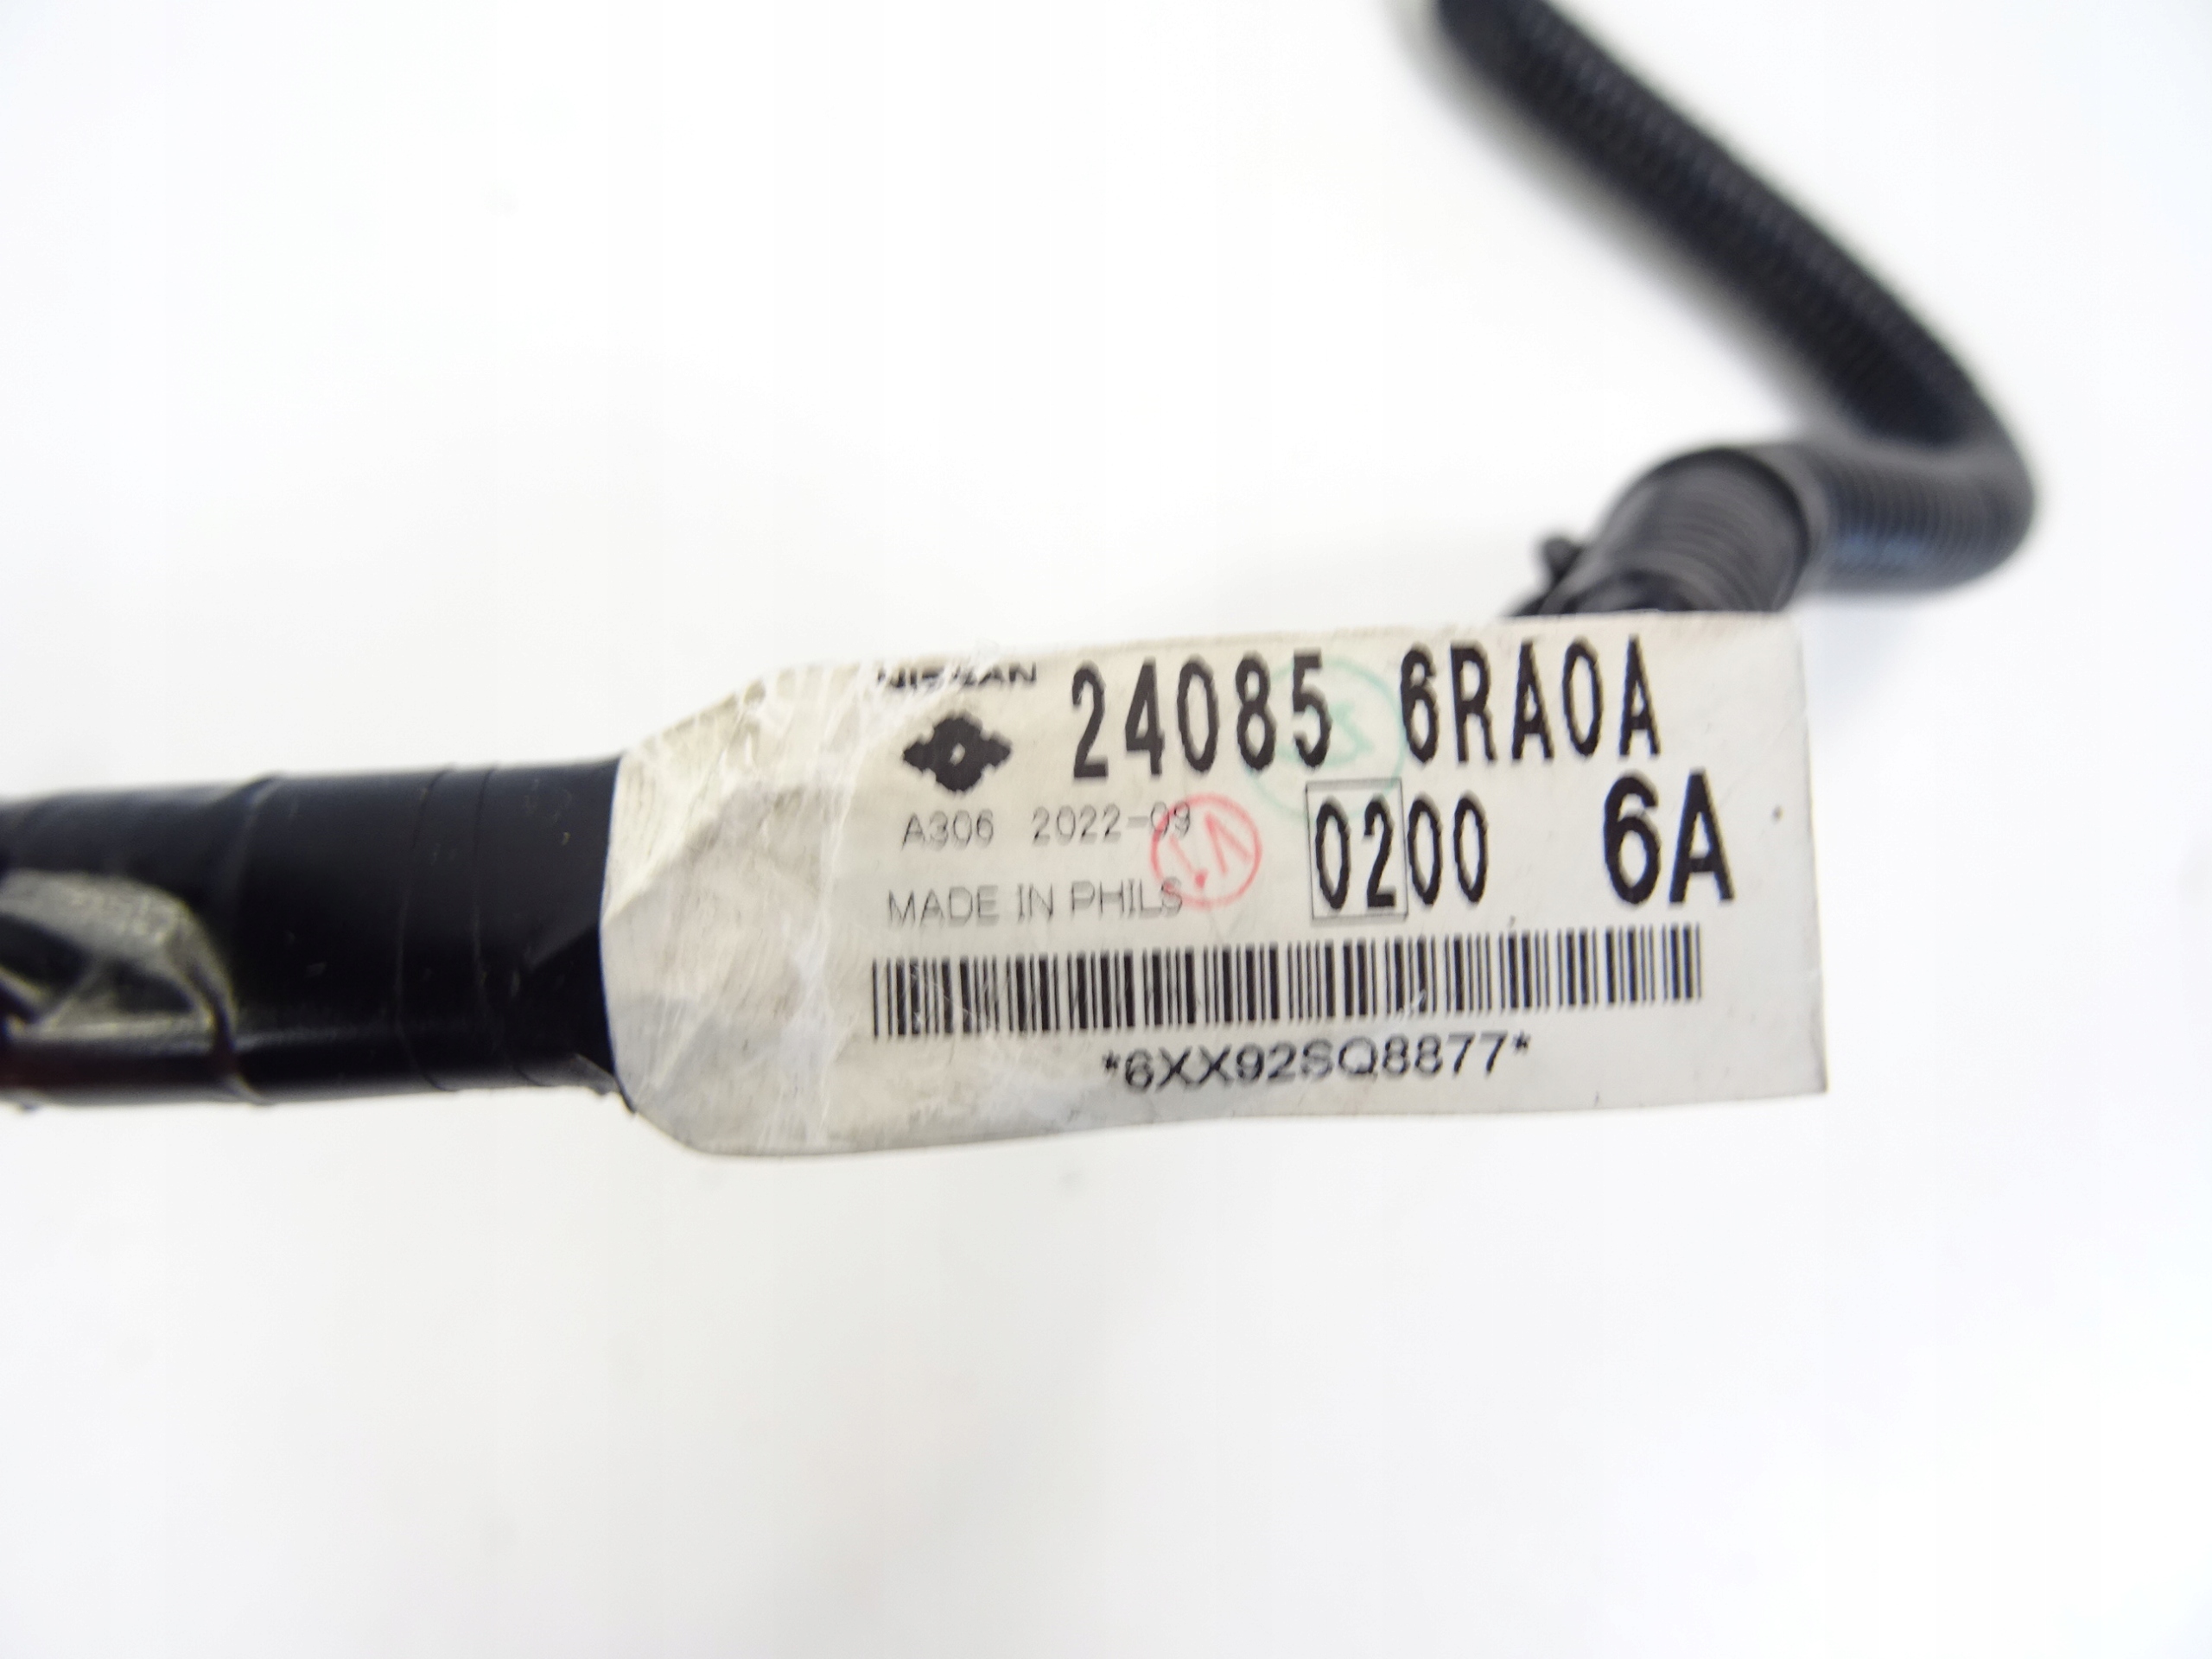 NISSAN 24085 6RA0A
A306 2022-09 0200 6A
MADE IN PHILS
*6XX92SQ8877*